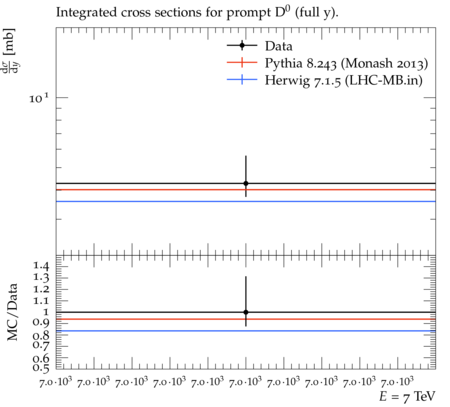 Integrated cross sections for prompt D⁰ (full y).
dσ/dy [mb]
Data
Pythia 8.243 (Monash 2013)
Herwig 7.1.5 (LHC-MB.in)
10¹
MC/Data
1.4
1.3
1.2
1.1
1
0.9
0.8
0.7
0.6
0.5
7.0·10³ 7.0·10³ 7.0·10³ 7.0·10³ 7.0·10³ 7.0·10³ 7.0·10³ 7.0·10³ 7.0·10³ 7.0·10³
E = 7 TeV